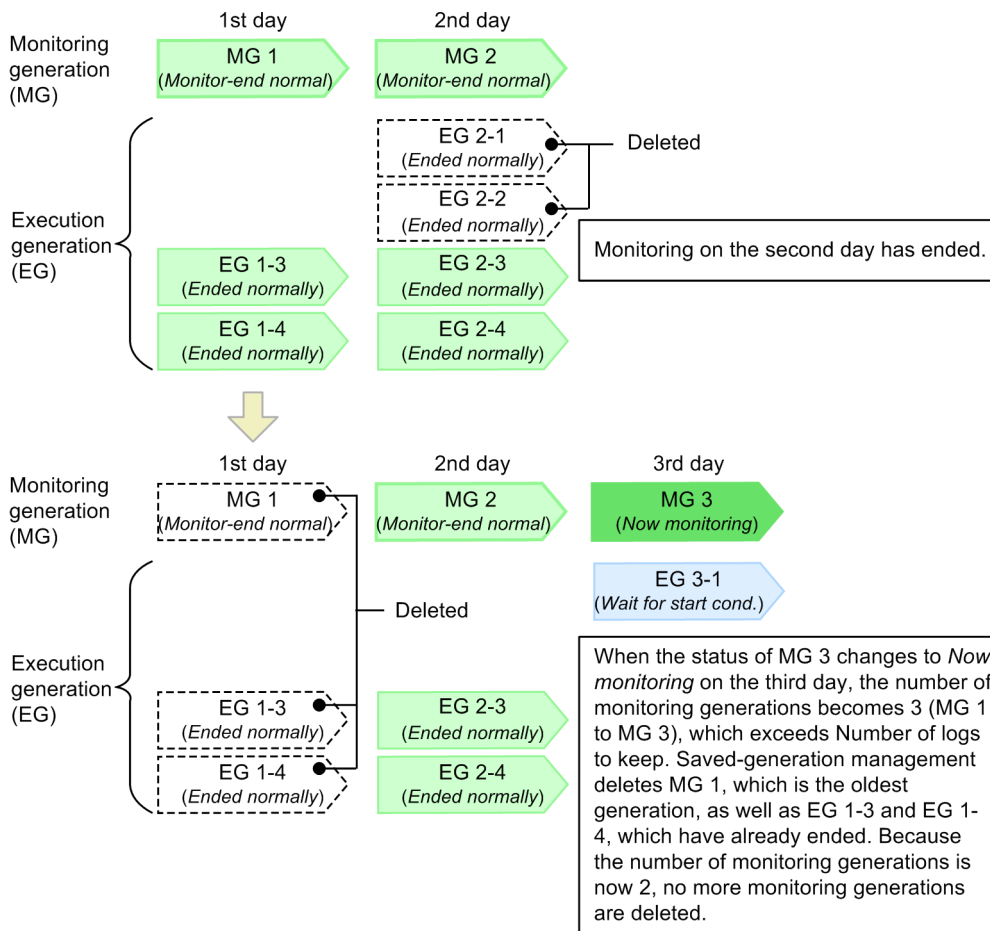 1st day
2nd day
Monitoring
generation
(MG)
MG 1
(Monitor-end normal)
MG 2
(Monitor-end normal)
EG 2-1
(Ended normally)
Deleted
EG 2-2
(Ended normally)
Execution
generation
(EG)
Monitoring on the second day has ended.
EG 1-3
(Ended normally)
EG 2-3
(Ended normally)
EG 1-4
(Ended normally)
EG 2-4
(Ended normally)
1st day
2nd day
3rd day
Monitoring
generation
(MG)
MG 1
(Monitor-end normal)
MG 2
(Monitor-end normal)
MG 3
(Now monitoring)
EG 3-1
(Wait for start cond.)
Deleted
Execution
generation
(EG)
EG 1-3
(Ended normally)
EG 2-3
(Ended normally)
EG 1-4
(Ended normally)
EG 2-4
(Ended normally)
When the status of MG 3 changes to Now
monitoring on the third day, the number of
monitoring generations becomes 3 (MG 1
to MG 3), which exceeds Number of logs
to keep. Saved-generation management
deletes MG 1, which is the oldest
generation, as well as EG 1-3 and EG 1-
4, which have already ended. Because
the number of monitoring generations is
now 2, no more monitoring generations
are deleted.